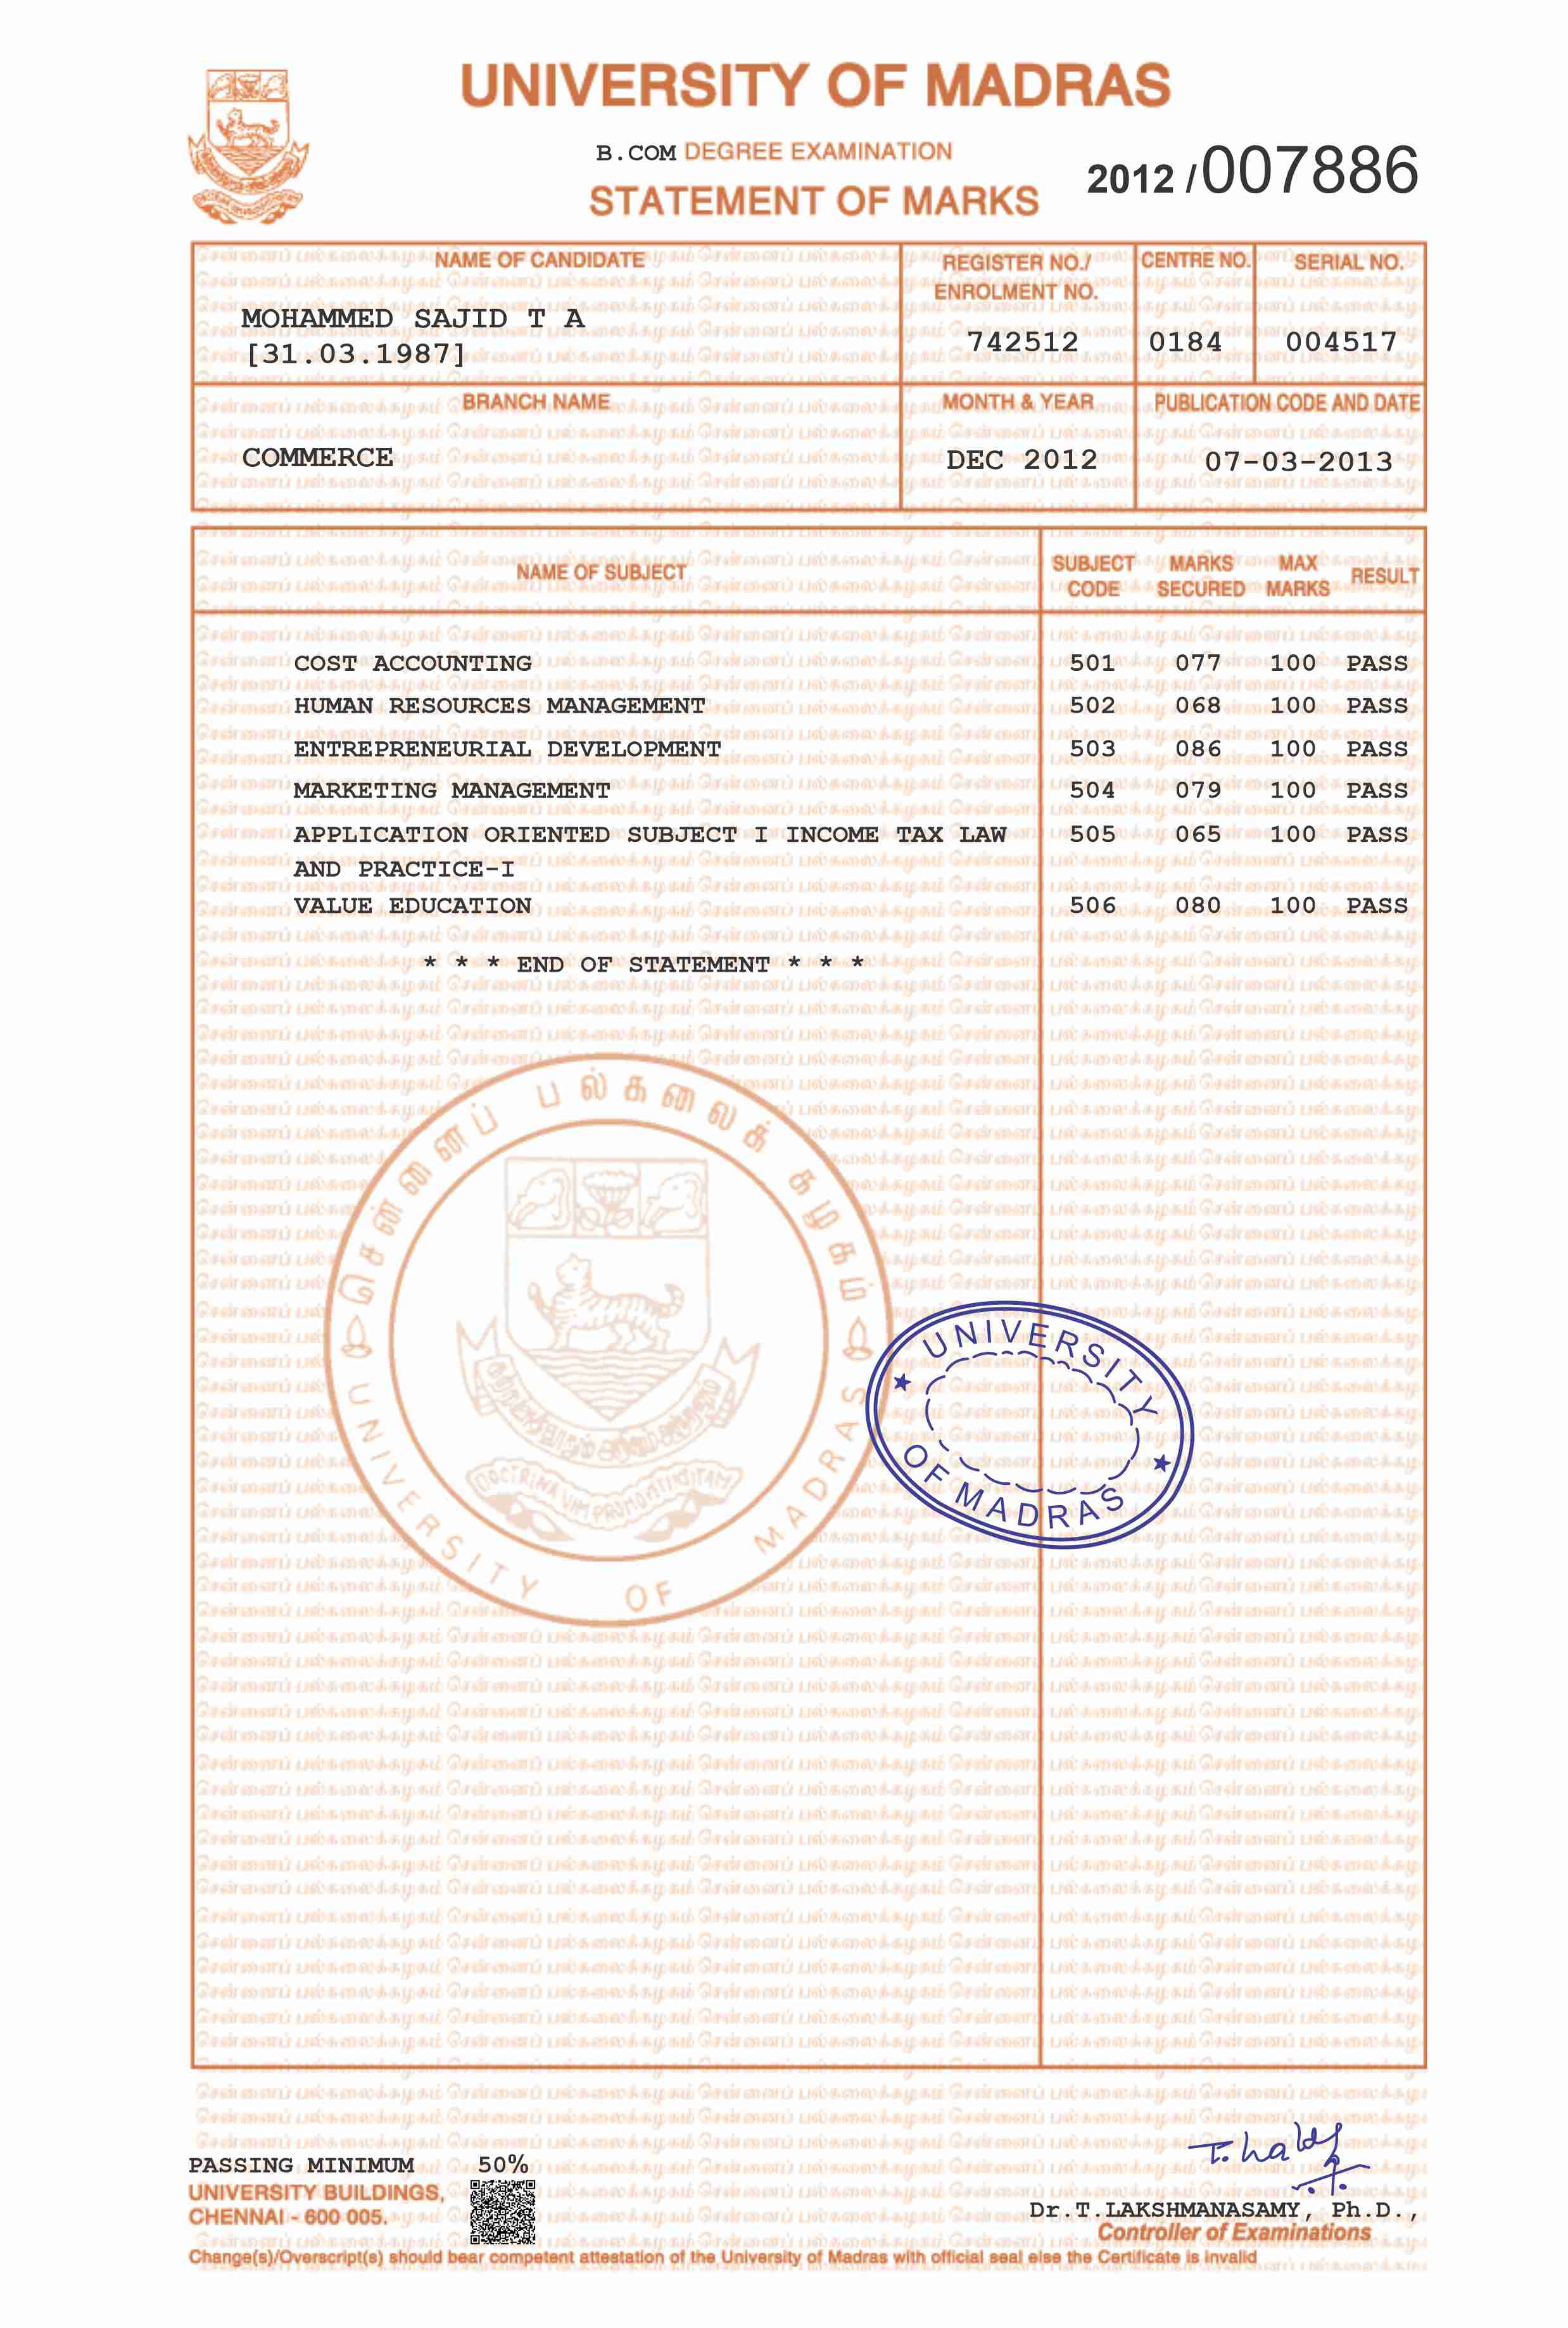 UNIVERSITY OF MADRAS
B.COM DEGREE EXAMINATION
2012 /007886
STATEMENT OF MARKS
NAME OF CANDIDATE
REGISTER NO./
ENROLMENT NO.
CENTRE NO.
SERIAL NO.
MOHAMMED SAJID T A
[31.03.1987]
742512
0184
004517
BRANCH NAME
MONTH & YEAR
PUBLICATION CODE AND DATE
COMMERCE
DEC 2012
07-03-2013
NAME OF SUBJECT
SUBJECT CODE
MARKS SECURED
MAX MARKS
RESULT
COST ACCOUNTING 501 077 100 PASS
HUMAN RESOURCES MANAGEMENT 502 068 100 PASS
ENTREPRENEURIAL DEVELOPMENT 503 086 100 PASS
MARKETING MANAGEMENT 504 079 100 PASS
APPLICATION ORIENTED SUBJECT I INCOME TAX LAW 505 065 100 PASS
AND PRACTICE-I
VALUE EDUCATION 506 080 100 PASS
* * * END OF STATEMENT * * *
சென்னைப் பல்கலைக் கழகம்
UNIVERSITY OF MADRAS
DOCTRINA VIM PROMOVET INSITAM
UNIVERSITY
OF MADRAS
PASSING MINIMUM 50%
UNIVERSITY BUILDINGS,
CHENNAI - 600 005.
Dr.T.LAKSHMANASAMY, Ph.D.,
Controller of Examinations
Change(s)/Overscript(s) should bear competent attestation of the University of Madras with official seal else the Certificate is invalid